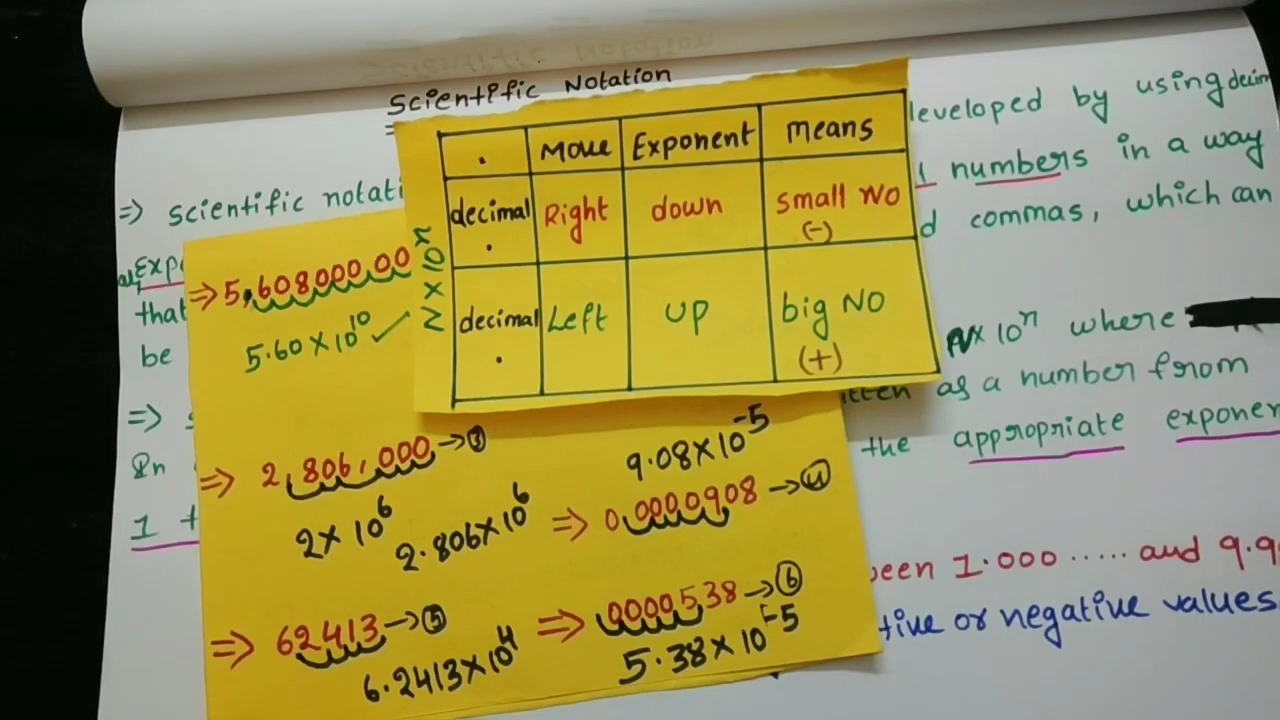 Scientific Notation
. Move Exponent Means
decimal . Right down small NO (-)
decimal . Left up big NO (+)
N × 10ⁿ
developed by using decim
=> scientific notati
numbers in a way
d commas, which can
Expo
that
be
N × 10ⁿ where
itten as a number from
the appropriate exponen
=> s
In
1 t
=> 5,608000,00
5.60 × 10¹⁰ ✓
=> 2,806,000 → ③
2 × 10⁶
2.806 × 10⁶
9.08 × 10⁻⁵
=> 0.0000908 → ④
=> 62413 → ⑤
6.2413 × 10⁴
=> 0000538 → ⑥
5.38 × 10⁻⁵
ween 1.000 ..... and 9.9
tive or negative values